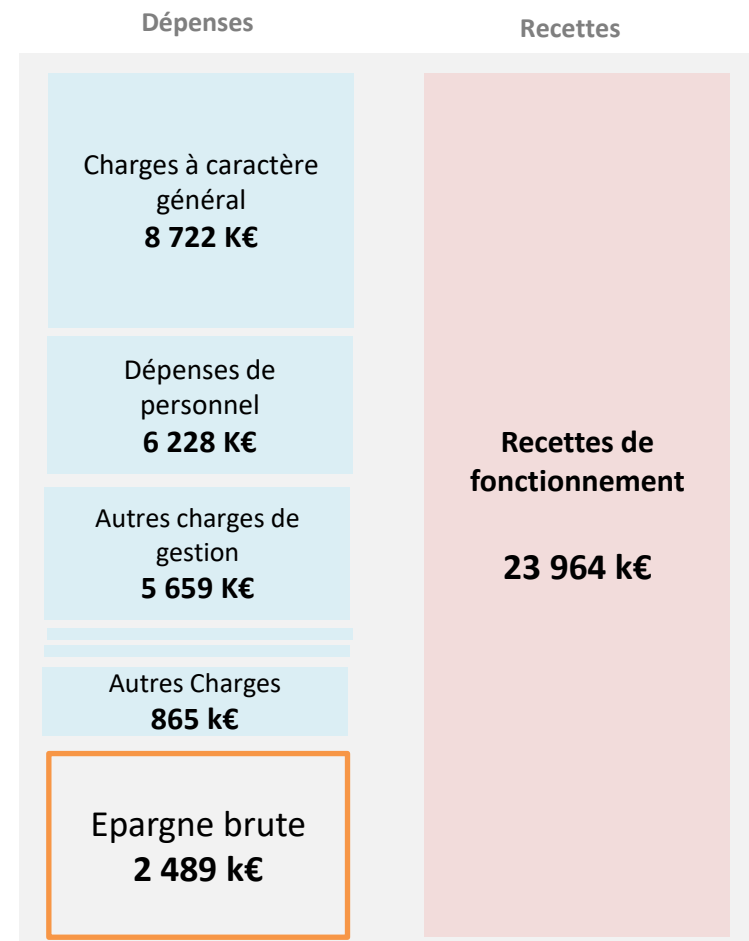 Dépenses
Recettes
Charges à caractère
général
8 722 K€
Dépenses de
personnel
6 228 K€
Autres charges de
gestion
5 659 K€
Autres Charges
865 k€
Epargne brute
2 489 k€
Recettes de
fonctionnement
23 964 k€